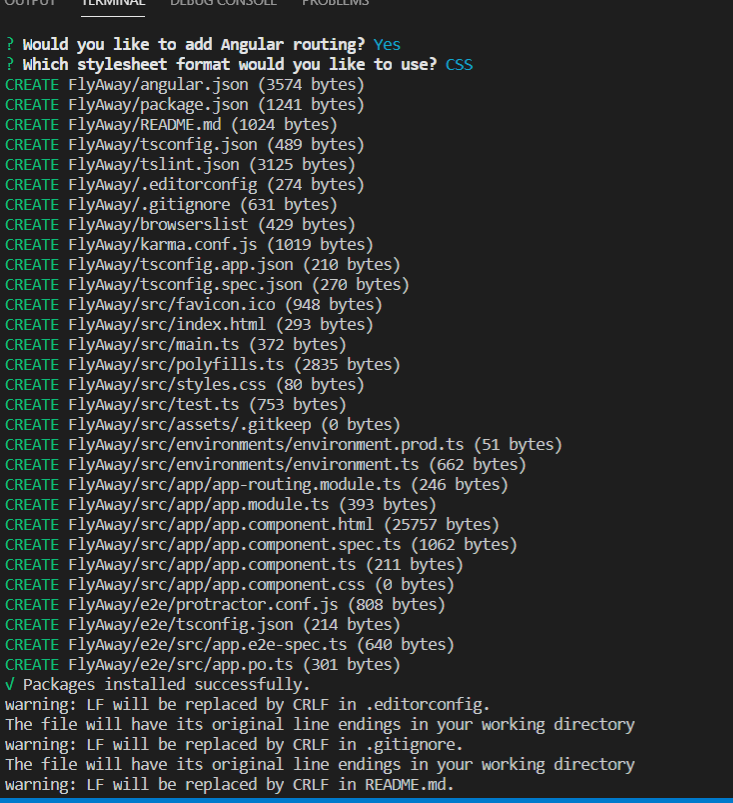 OUTPUT TERMINAL DEBUG CONSOLE PROBLEMS
? Would you like to add Angular routing? Yes
? Which stylesheet format would you like to use? CSS
CREATE FlyAway/angular.json (3574 bytes)
CREATE FlyAway/package.json (1241 bytes)
CREATE FlyAway/README.md (1024 bytes)
CREATE FlyAway/tsconfig.json (489 bytes)
CREATE FlyAway/tslint.json (3125 bytes)
CREATE FlyAway/.editorconfig (274 bytes)
CREATE FlyAway/.gitignore (631 bytes)
CREATE FlyAway/browserslist (429 bytes)
CREATE FlyAway/karma.conf.js (1019 bytes)
CREATE FlyAway/tsconfig.app.json (210 bytes)
CREATE FlyAway/tsconfig.spec.json (270 bytes)
CREATE FlyAway/src/favicon.ico (948 bytes)
CREATE FlyAway/src/index.html (293 bytes)
CREATE FlyAway/src/main.ts (372 bytes)
CREATE FlyAway/src/polyfills.ts (2835 bytes)
CREATE FlyAway/src/styles.css (80 bytes)
CREATE FlyAway/src/test.ts (753 bytes)
CREATE FlyAway/src/assets/.gitkeep (0 bytes)
CREATE FlyAway/src/environments/environment.prod.ts (51 bytes)
CREATE FlyAway/src/environments/environment.ts (662 bytes)
CREATE FlyAway/src/app/app-routing.module.ts (246 bytes)
CREATE FlyAway/src/app/app.module.ts (393 bytes)
CREATE FlyAway/src/app/app.component.html (25757 bytes)
CREATE FlyAway/src/app/app.component.spec.ts (1062 bytes)
CREATE FlyAway/src/app/app.component.ts (211 bytes)
CREATE FlyAway/src/app/app.component.css (0 bytes)
CREATE FlyAway/e2e/protractor.conf.js (808 bytes)
CREATE FlyAway/e2e/tsconfig.json (214 bytes)
CREATE FlyAway/e2e/src/app.e2e-spec.ts (640 bytes)
CREATE FlyAway/e2e/src/app.po.ts (301 bytes)
√ Packages installed successfully.
warning: LF will be replaced by CRLF in .editorconfig.
The file will have its original line endings in your working directory
warning: LF will be replaced by CRLF in .gitignore.
The file will have its original line endings in your working directory
warning: LF will be replaced by CRLF in README.md.